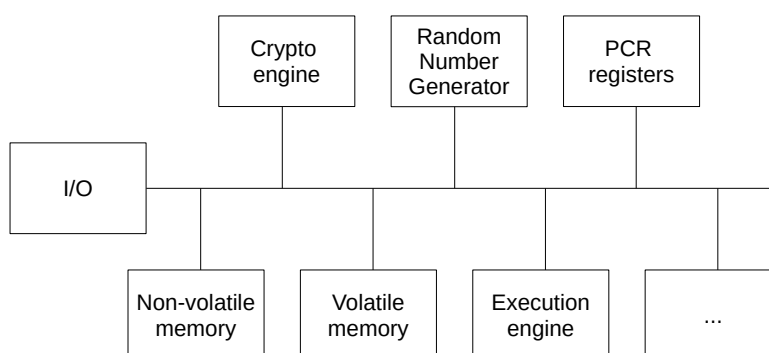 Crypto
engine
Random
Number
Generator
PCR
registers
I/O
Non-volatile
memory
Volatile
memory
Execution
engine
...